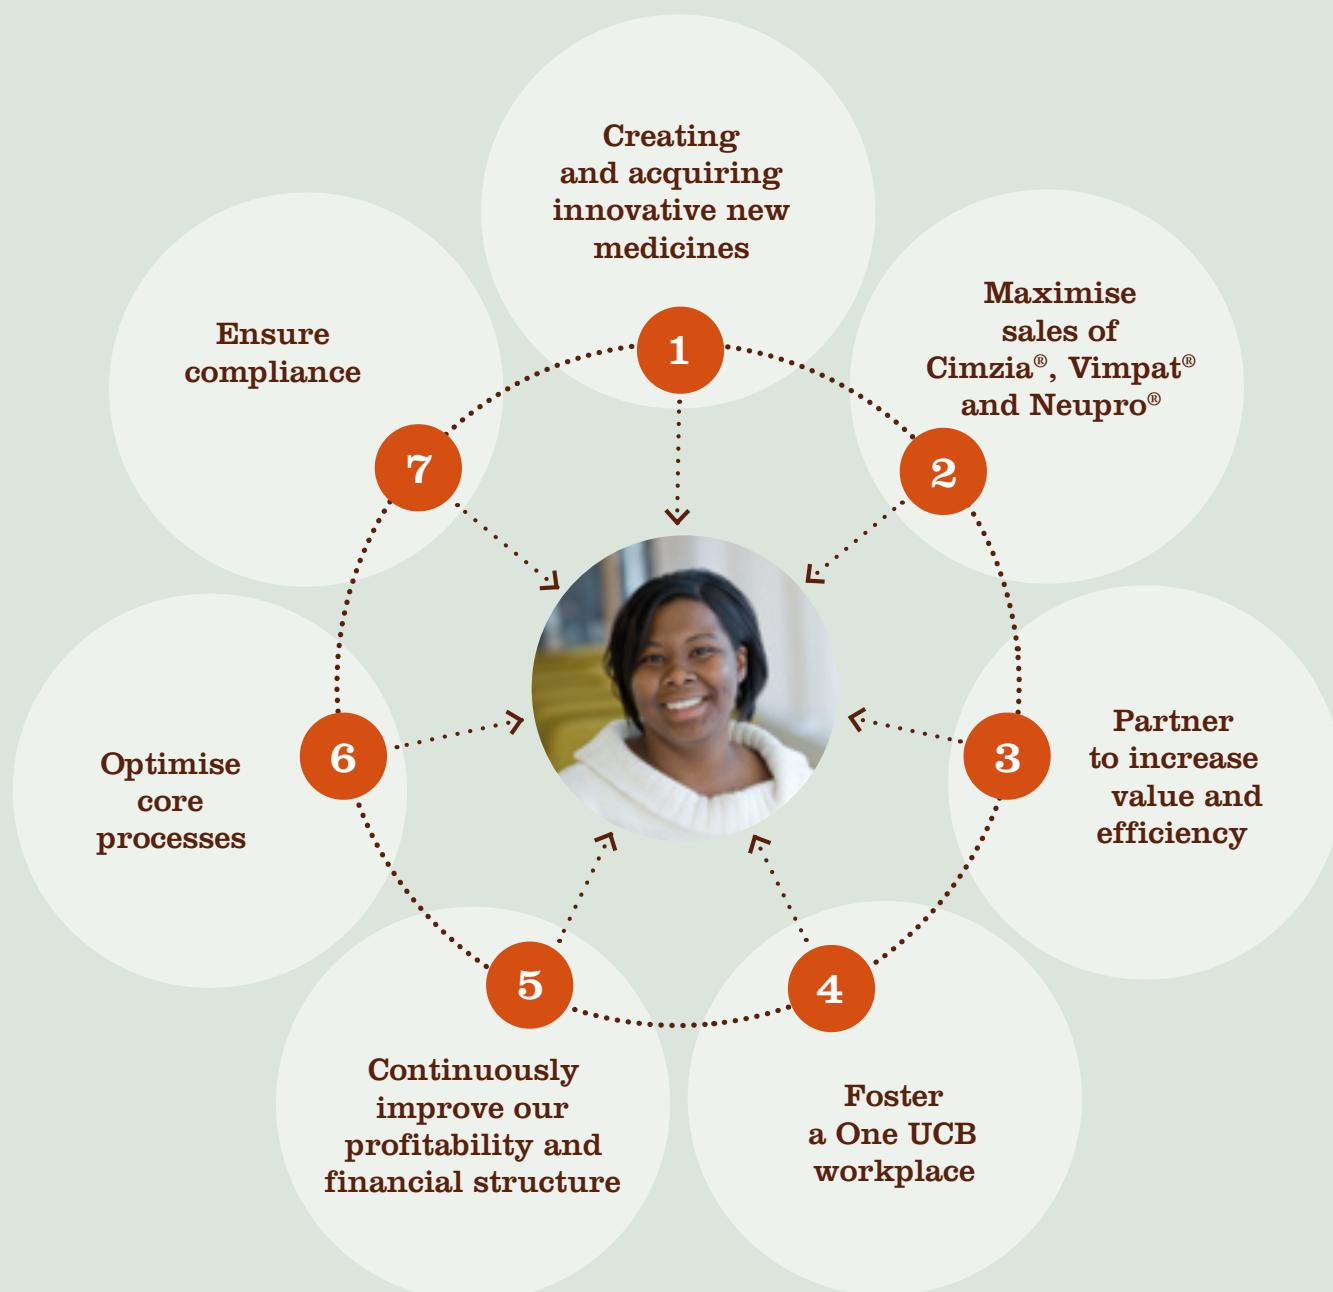 Creating
and acquiring
innovative new
medicines
1
Maximise
sales of
Cimzia®, Vimpat®
and Neupro®
2
Partner
to increase
value and
efficiency
3
4
Foster
a One UCB
workplace
5
Continuously
improve our
profitability and
financial structure
6
Optimise
core
processes
Ensure
compliance
7